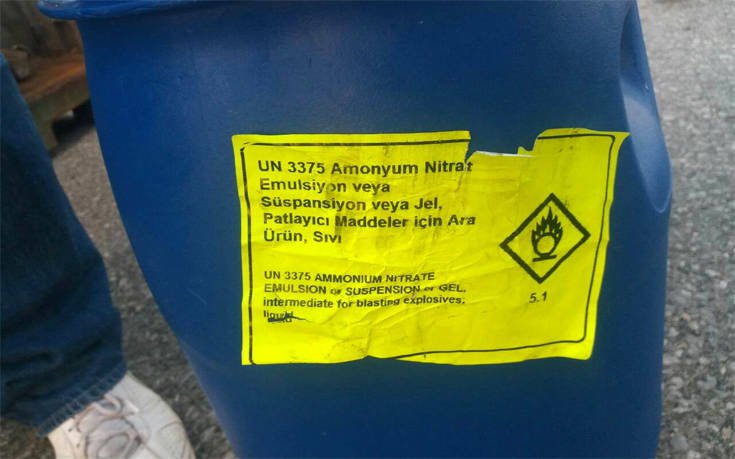 UN 3375 Amonyum Nitrat
Emulsiyon veya
Süspansiyon veya Jel,
Patlayıcı Maddeler için Ara
Ürün, Sıvı
UN 3375 AMMONIUM NITRATE
EMULSION or SUSPENSION or GEL,
intermediate for blasting explosives;
liquid
5.1